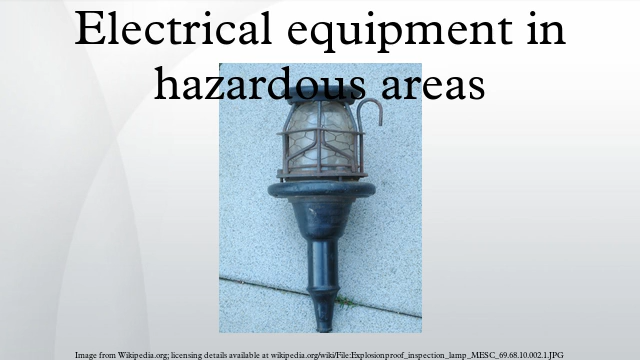 Electrical equipment in
hazardous areas
Image from Wikipedia.org; licensing details available at wikipedia.org/wiki/File:Explosionproof_inspection_lamp_MESC_69.68.10.002.1.JPG